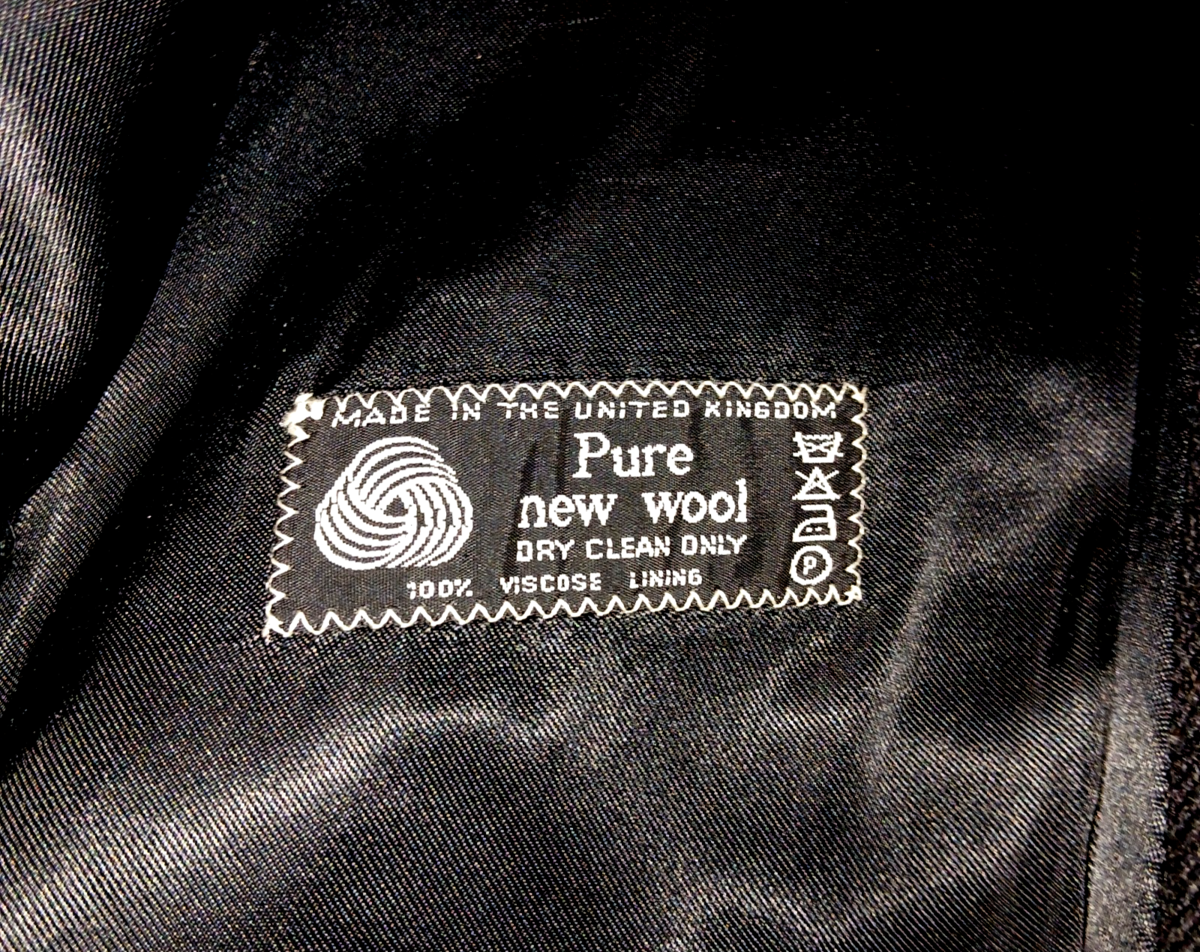 MADE IN THE UNITED KINGDOM
Pure
new wool
DRY CLEAN ONLY
100% VISCOSE LINING
P